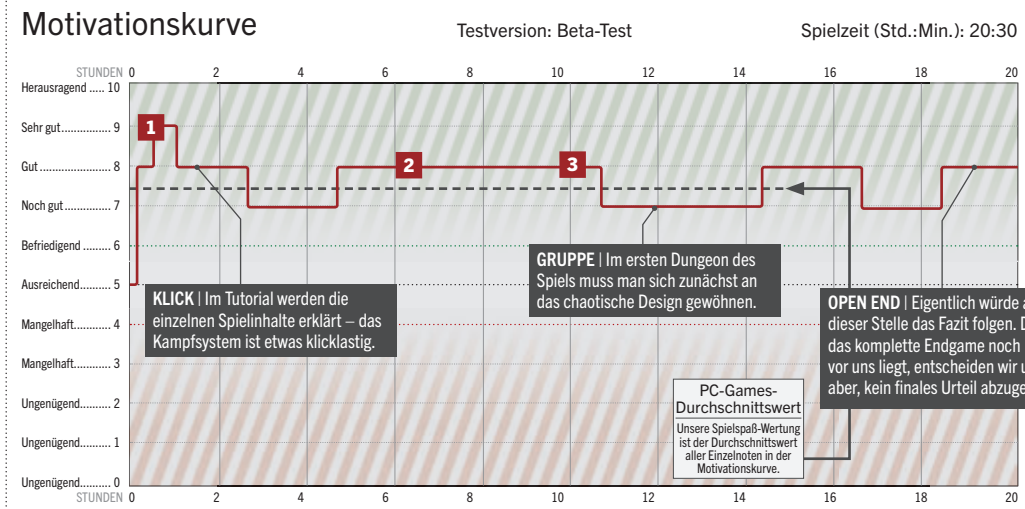 Motivationskurve
Testversion: Beta-Test
Spielzeit (Std.:Min.): 20:30
STUNDEN 0 2 4 6 8 10 12 14 16 18 20
Herausragend ..... 10
Sehr gut ............... 9
Gut ....................... 8
Noch gut .............. 7
Befriedigend ........ 6
Ausreichend ......... 5
Mangelhaft ........... 4
Mangelhaft ........... 3
Ungenügend ......... 2
Ungenügend ......... 1
Ungenügend ......... 0
1
2
3
KLICK | Im Tutorial werden die
einzelnen Spielinhalte erklärt – das
Kampfsystem ist etwas klicklastig.
GRUPPE | Im ersten Dungeon des
Spiels muss man sich zunächst an
das chaotische Design gewöhnen.
OPEN END | Eigentlich würde
dieser Stelle das Fazit folgen.
das komplette Endgame noch
vor uns liegt, entscheiden wir
aber, kein finales Urteil
PC-Games-
Durchschnittswert
Unsere Spielspaß-Wertung
ist der Durchschnittswert
aller Einzelnoten in der
Motivationskurve.
STUNDEN 0 2 4 6 8 10 12 14 16 18 20